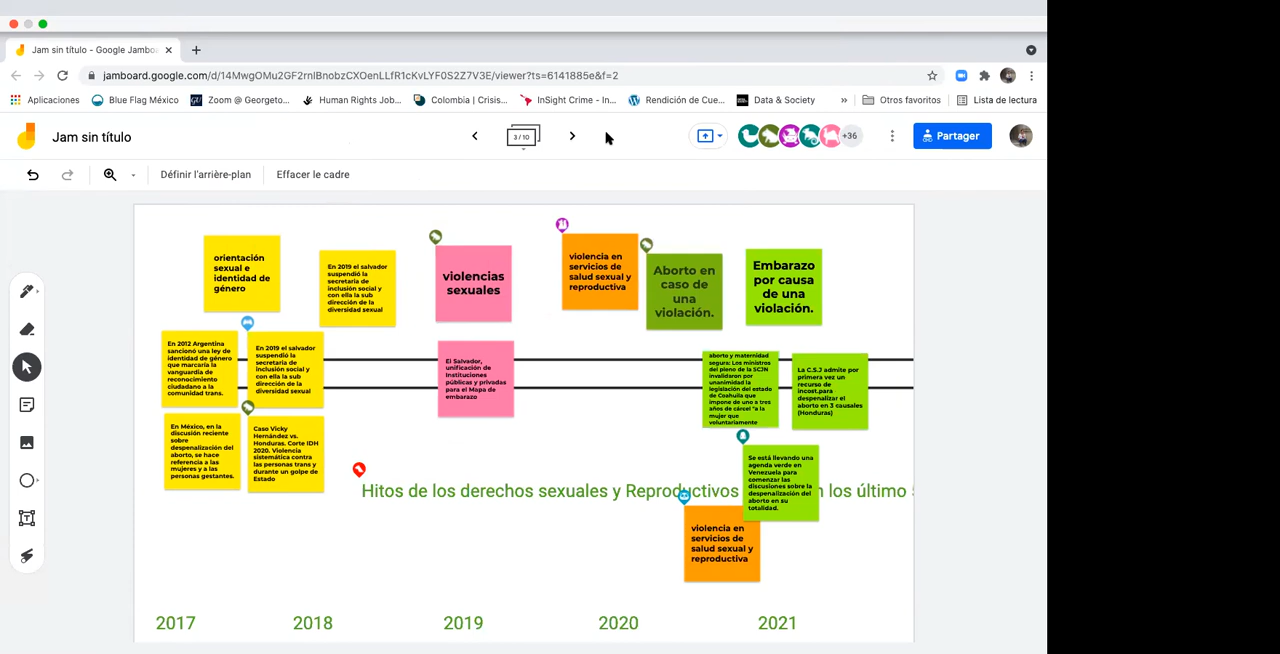 Jam sin título - Google Jamboa
jamboard.google.com/d/14MwgOMu2GF2rnIBnobzCXOenLLfR1cKvLYF0S2Z7V3E/viewer?ts=6141885e&f=2
Aplicaciones
Blue Flag México
Zoom @ Georgeto...
Human Rights Job...
Colombia | Crisis...
InSight Crime - In...
Rendición de Cue...
Data & Society
»
Otros favoritos
Lista de lectura
Jam sin título
3 / 10
+36
Partager
Définir l'arrière-plan
Effacer le cadre
orientación
sexual e
identidad de
género
En 2019 el salvador
suspendió la
secretaria de
inclusión social y
con ella la sub
dirección de la
diversidad sexual
violencias
sexuales
violencia en
servicios de
salud sexual y
reproductiva
Aborto en
caso de
una
violación.
Embarazo
por causa
de una
violación.
En 2012 Argentina
sancionó una ley de
identidad de género
que marcaría la
vanguardia de
reconocimiento
ciudadano a la
comunidad trans.
En 2019 el salvador
suspendió la
secretaria de
inclusión social y
con ella la sub
dirección de la
diversidad sexual
El Salvador,
unificación de
Instituciones
públicas y privadas
para el Mapa de
embarazo
aborto y maternidad
segura: Los ministros
del pleno de la SCJN
invalidaron por
unanimidad la
legislación del estado
de Coahuila que
impone de uno a tres
años de cárcel "a la
mujer que
voluntariamente
La C.S.J admite por
primera vez un
recurso de
incost.para
despenalizar el
aborto en 3 causales
(Honduras)
En México, en la
discusión reciente
sobre
despenalización del
aborto, se hace
referencia a las
mujeres y a las
personas gestantes.
Caso Vicky
Hernández vs.
Honduras. Corte IDH
2020. Violencia
sistemática contra
las personas trans y
durante un golpe de
Estado
Se está llevando una
agenda verde en
Venezuela para
comenzar las
discusiones sobre la
despenalización del
aborto en su
totalidad.
Hitos de los derechos sexuales y Reproductivos n los último
violencia en
servicios de
salud sexual y
reproductiva
2017
2018
2019
2020
2021